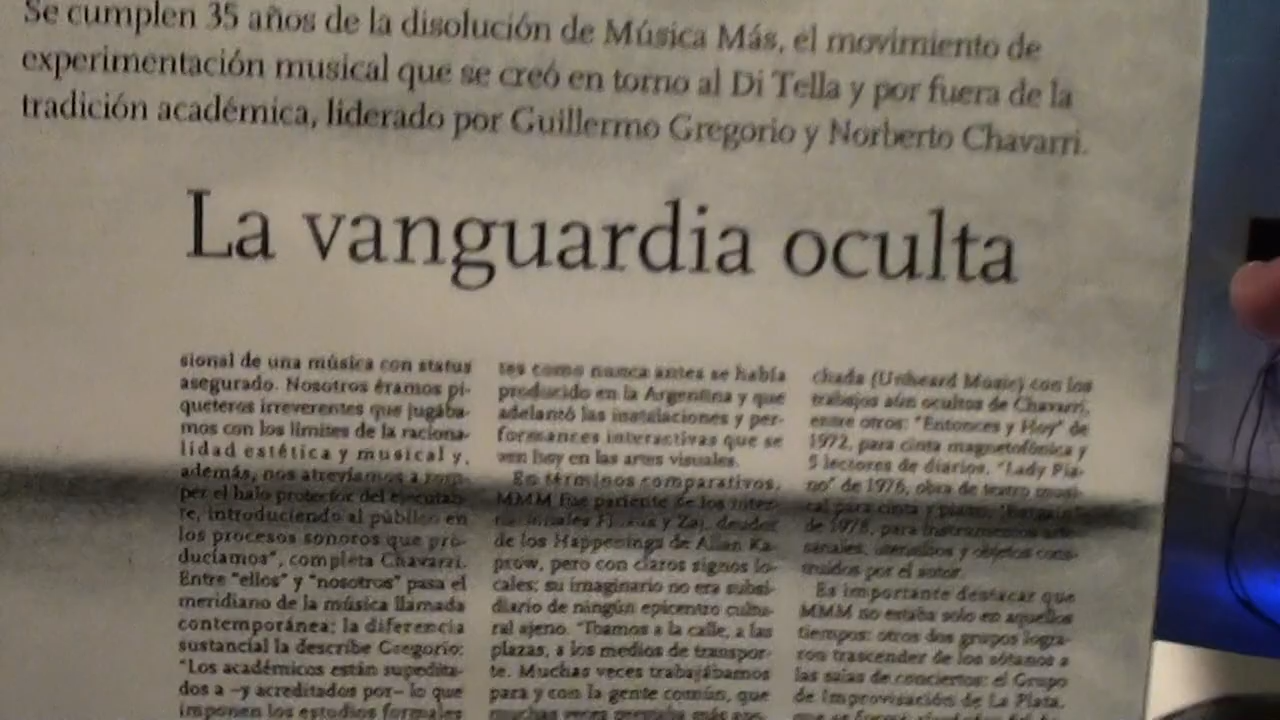 Se cumplen 35 años de la disolución de Música Más, el movimiento de
experimentación musical que se creó en torno al Di Tella y por fuera de la
tradición académica, liderado por Guillermo Gregorio y Norberto Chavarri.
La vanguardia oculta
sional de una música con status
asegurado. Nosotros éramos pi-
queteros irreverentes que jugába-
mos con los límites de la raciona-
lidad estética y musical y,
además, nos atrevíamos a rom-
per el halo protector del ejecutan-
te, introduciendo al público en
los procesos sonoros que pro-
ducíamos", completa Chavarri.
Entre "ellos" y "nosotros" pasa el
meridiano de la música llamada
contemporánea; la diferencia
sustancial la describe Gregorio:
"Los académicos están supedita-
dos a –y acreditados por– lo que
imponen los estudios formales
tes como nunca antes se había
producido en la Argentina y que
adelantó las instalaciones y per-
formances interactivas que se
ven hoy en las artes visuales.
En términos comparativos,
MMM fue pariente de los inter-
nacionales Fluxus y Zaj, deudor
de los Happenings de Allan Ka-
prow, pero con claros signos lo-
cales; su imaginario no era subsi-
diario de ningún epicentro cultu-
ral ajeno. "Íbamos a la calle, a las
plazas, a los medios de transpor-
te. Muchas veces trabajábamos
para y con la gente común, que
muchas veces
chada (Unheard Music) con los
trabajos aún ocultos de Chavarri,
entre otros: "Entonces y Hoy" de
1972, para cinta magnetofónica y
5 lectores de diarios, "Lady Pia-
no" de 1976, obra de teatro musi-
cal para cinta y piano,
de 1978, para instrumentos arte-
sanales, utensilios y objetos cons-
truidos por el autor.
Es importante destacar que
MMM no estaba solo en aquellos
tiempos: otros dos grupos logra-
ron trascender de los sótanos a
las salas de conciertos: el Grupo
de Improvisación de La Plata,